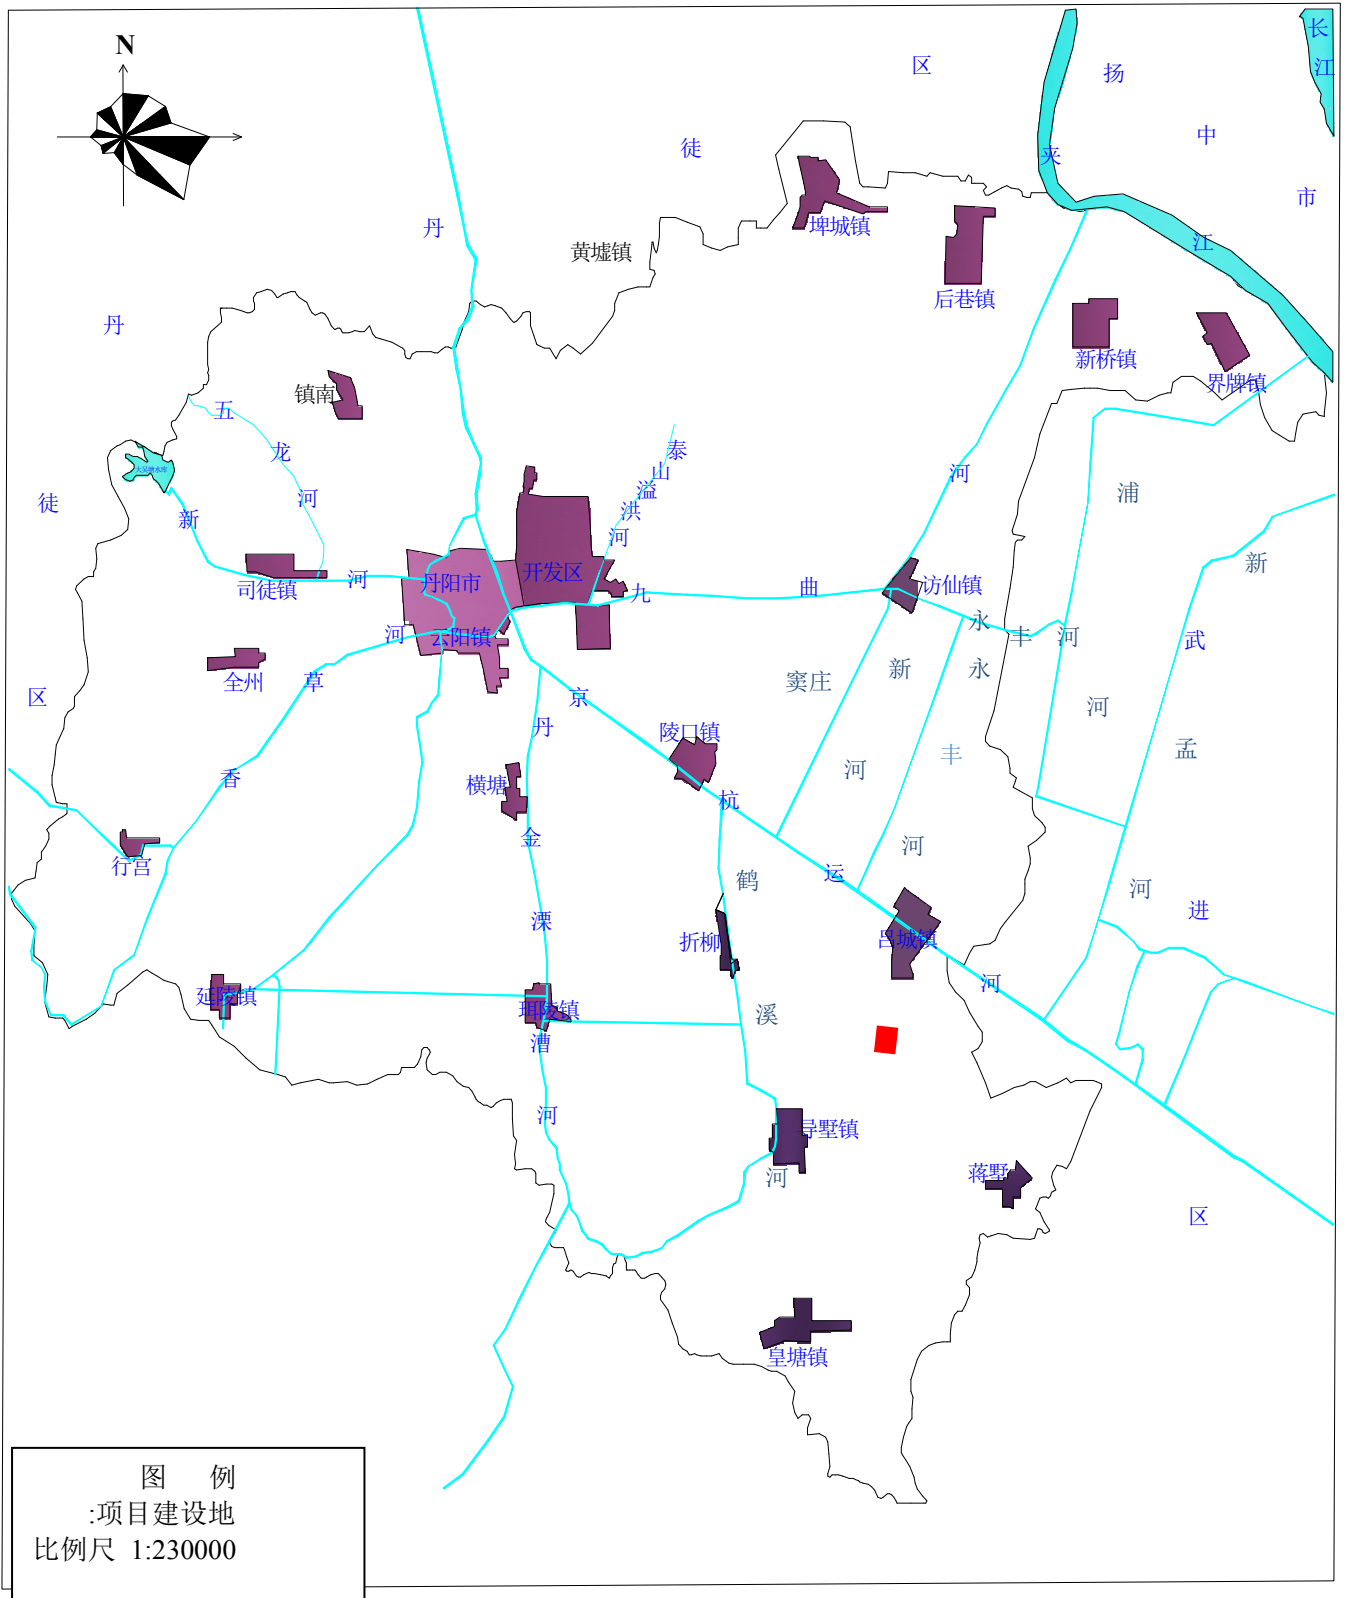 N
区
扬
长
江
中
市
徒
夹
丹
黄墟镇
埤城镇
江
后巷镇
丹
新桥镇
界牌镇
镇南
五
龙
河
泰
山
溢
洪
河
河
浦
大吴塘水库
徒
新
新
司徒镇
河
丹阳市
开发区
九
曲
访仙镇
永
丰
河
河
云阳镇
武
全州
草
窦庄
新
永
区
京
丹
河
陵口镇
丰
孟
香
横塘
河
杭
金
河
行宫
鹤
运
河
进
溧
折柳
吕城镇
河
延陵镇
珥陵镇
溪
漕
河
导墅镇
河
蒋墅
区
皇塘镇
图 例
:项目建设地
比例尺 1:230000